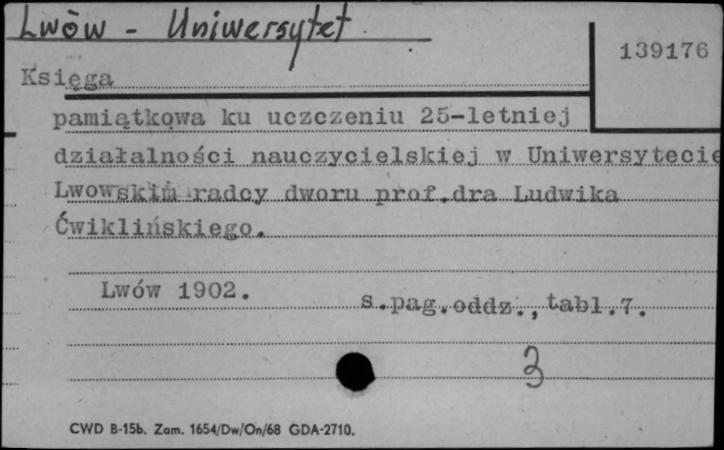 Lwów - Uniwersytet
139176
Księga
pamiątkowa ku uczczeniu 25-letniej
działalności nauczycielskiej w Uniwersytecie
Lwowskim radcy dworu prof.dra Ludwika
Ćwiklińskiego.
Lwów 1902.
s.pag.oddz., tabl.7.
3
CWD B-15b. Zam. 1654/Dw/On/68 GDA-2710.